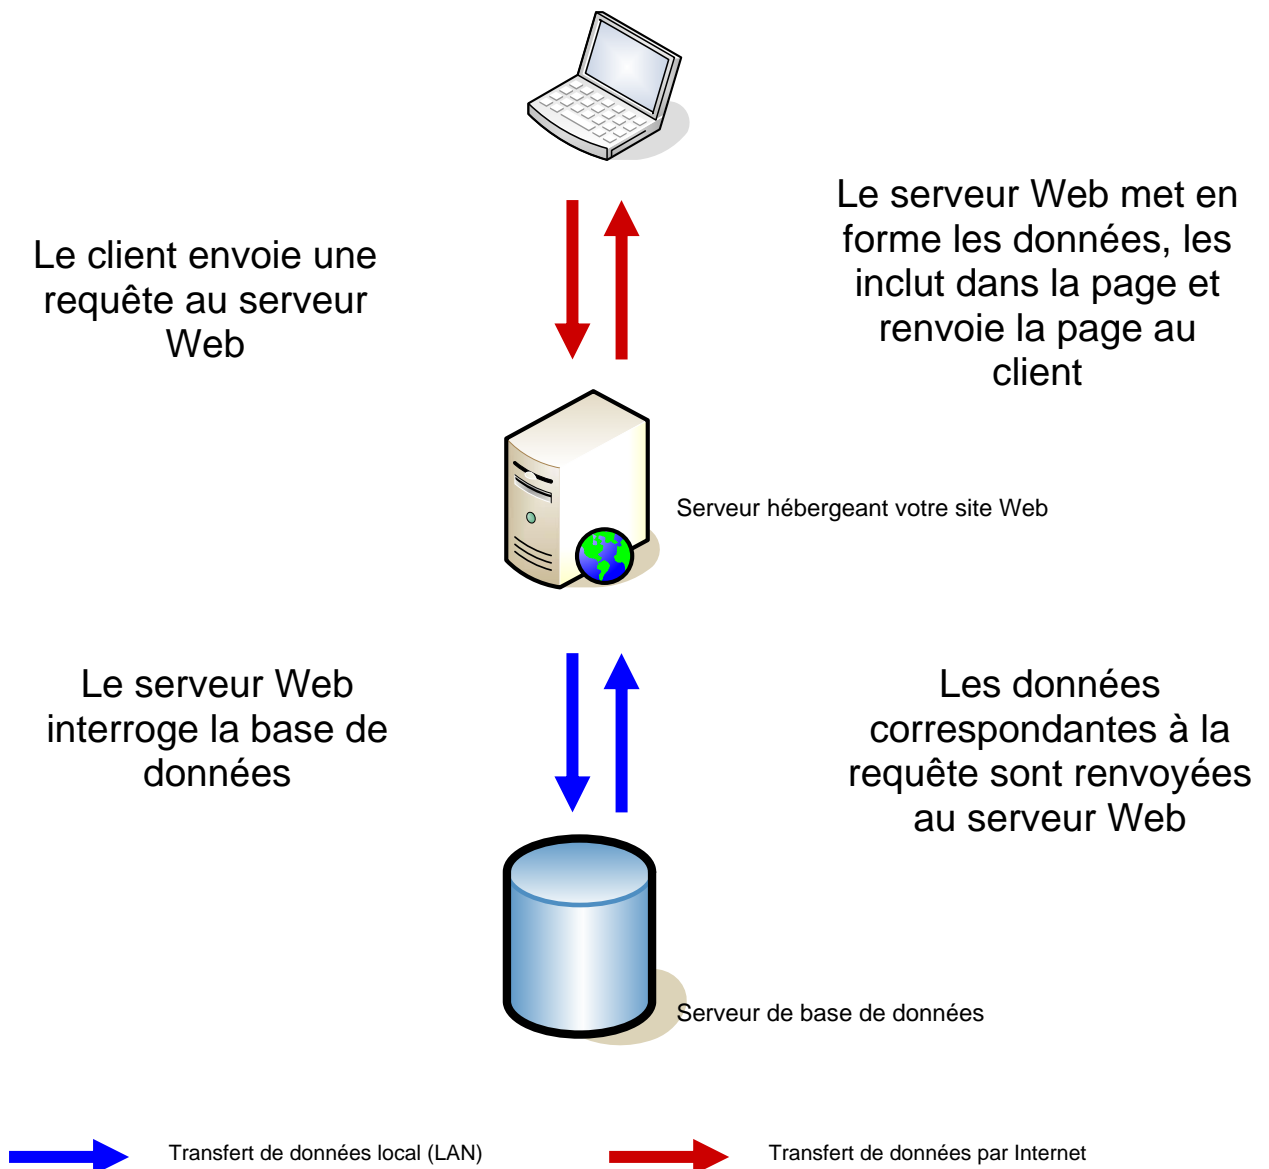 Le client envoie une
requête au serveur
Web
Le serveur Web met en
forme les données, les
inclut dans la page et
renvoie la page au
client
Serveur hébergeant votre site Web
Le serveur Web
interroge la base de
données
Les données
correspondantes à la
requête sont renvoyées
au serveur Web
Serveur de base de données
Transfert de données local (LAN)
Transfert de données par Internet